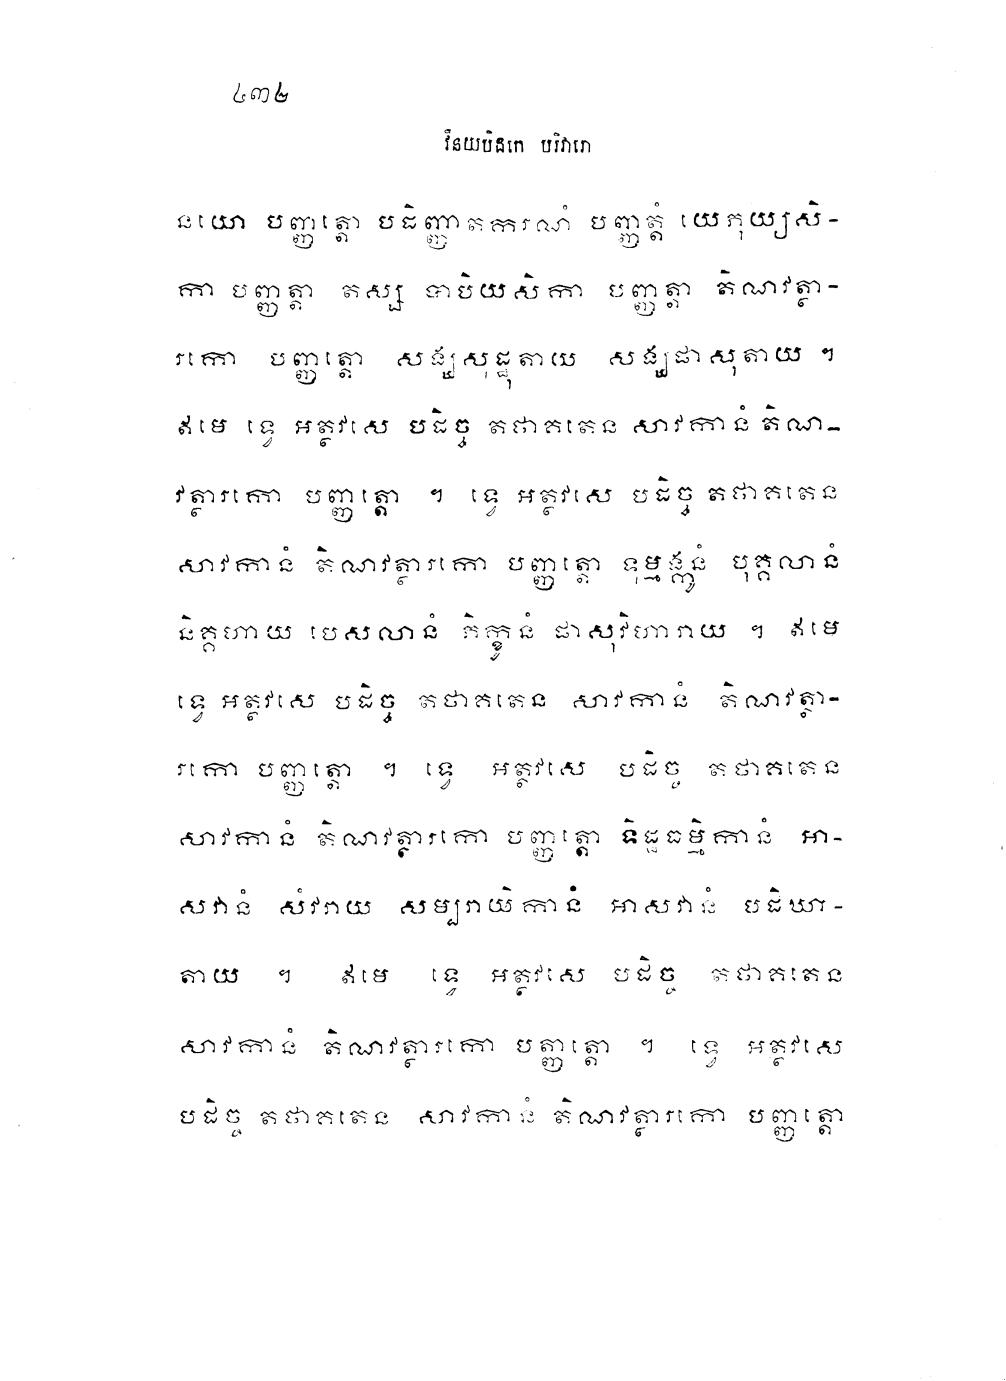 ៤៣២
វិនយបិដកេ បរិវារោ
នយោ បញ្ញត្តោ បដិញ្ញាតករណំ បញ្ញត្តំ យេភុយ្យសិ-
កា បញ្ញត្តា តស្ស ទាបិយសិកា បញ្ញត្តា តិណវត្ថា-
រកោ បញ្ញត្តោ សង្ឃសុដ្ឋុតាយ សង្ឃផាសុតាយ ។
ឥមេ ទ្វេ អត្ថវសេ បដិច្ច តថាគតេន សាវកានំ តិណ-
វត្ថារកោ បញ្ញត្តោ ។ ទ្វេ អត្ថវសេ បដិច្ច តថាគតេន
សាវកានំ តិណវត្ថារកោ បញ្ញត្តោ ទុម្មង្កូនំ បុគ្គលានំ
និគ្គហាយ បេសលានំ ភិក្ខូនំ ផាសុវិហារាយ ។ ឥមេ
ទ្វេ អត្ថវសេ បដិច្ច តថាគតេន សាវកានំ តិណវត្ថា-
រកោ បញ្ញត្តោ ។ ទ្វេ អត្ថវសេ បដិច្ច តថាគតេន
សាវកានំ តិណវត្ថារកោ បញ្ញត្តោ ទិដ្ឋធម្មិកានំ អា-
សវានំ សំវរាយ សម្បរាយិកានំ អាសវានំ បដិឃា-
តាយ ។ ឥមេ ទ្វេ អត្ថវសេ បដិច្ច តថាគតេន
សាវកានំ តិណវត្ថារកោ បញ្ញត្តោ ។ ទ្វេ អត្ថវសេ
បដិច្ច តថាគតេន សាវកានំ តិណវត្ថារកោ បញ្ញត្តោ